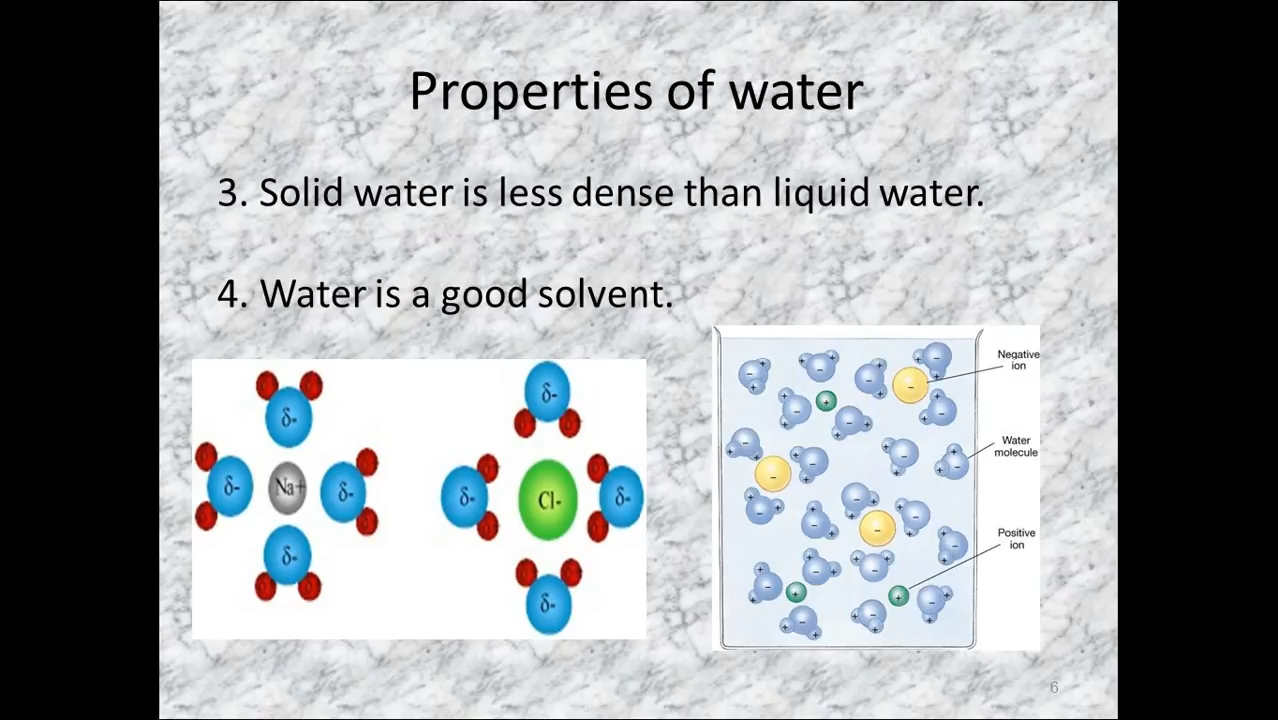 Properties of water
3. Solid water is less dense than liquid water.
4. Water is a good solvent.
δ-
δ-
Na+
δ-
δ-
δ-
δ-
Cl-
δ-
δ-
Negative
ion
Water
molecule
Positive
ion
6